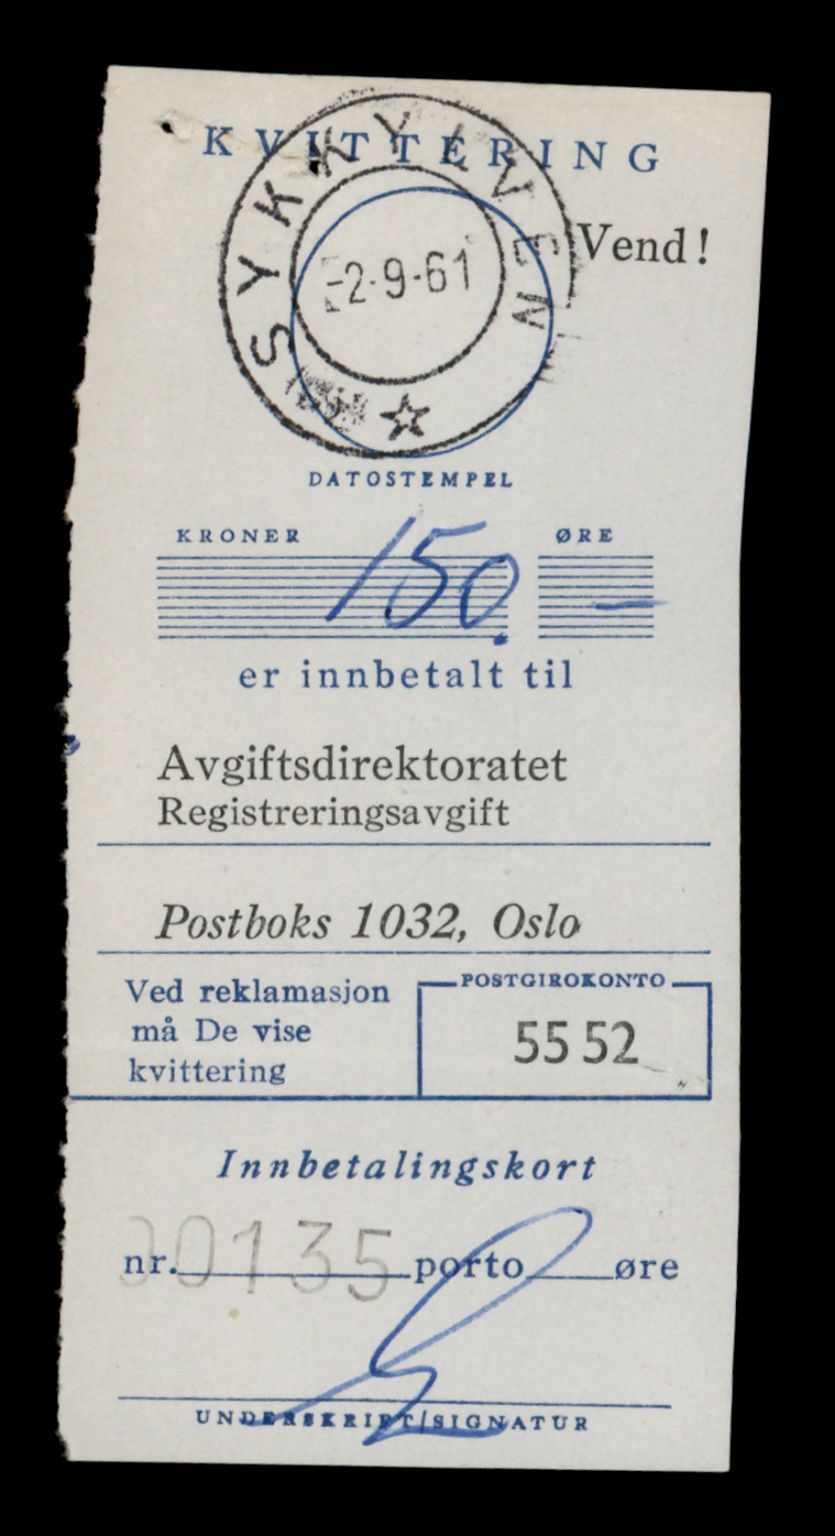 KVITTERING
SYKKYLVEN
-2·9·61
Vend!
DATOSTEMPEL
KRONER ØRE
150. —
er innbetalt til
Avgiftsdirektoratet
Registreringsavgift
Postboks 1032, Oslo
Ved reklamasjon
må De vise
kvittering
POSTGIROKONTO
55 52
Innbetalingskort
nr. 00135 porto øre
UNDERSKRIFT/SIGNATUR